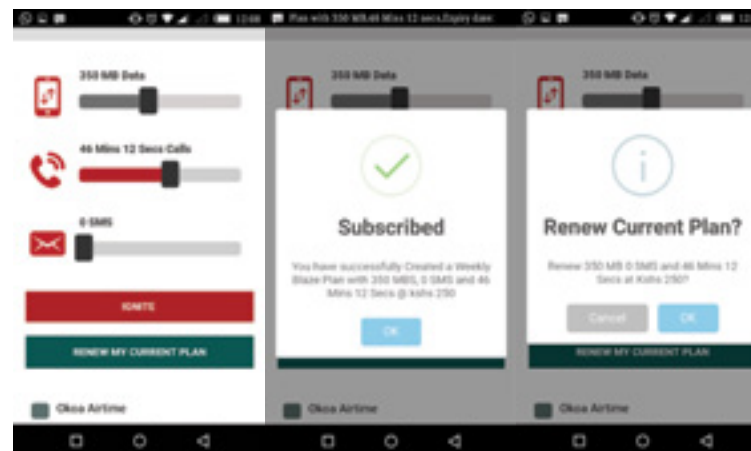 12:08
350 MB Data
46 Mins 12 Secs Calls
0 SMS
IGNITE
RENEW MY CURRENT PLAN
Okoa Airtime
Plan with 350 MB,46 Mins 12 secs,Expiry date:
350 MB Data
Subscribed
You have successfully Created a Weekly
Blaze Plan with 350 MBS, 0 SMS and 46
Mins 12 Secs @ kshs 250
OK
Okoa Airtime
350 MB Data
Renew Current Plan?
Renew 350 MB 0 SMS and 46 Mins 12
Secs at Kshs 250?
Cancel
OK
RENEW MY CURRENT PLAN
Okoa Airtime